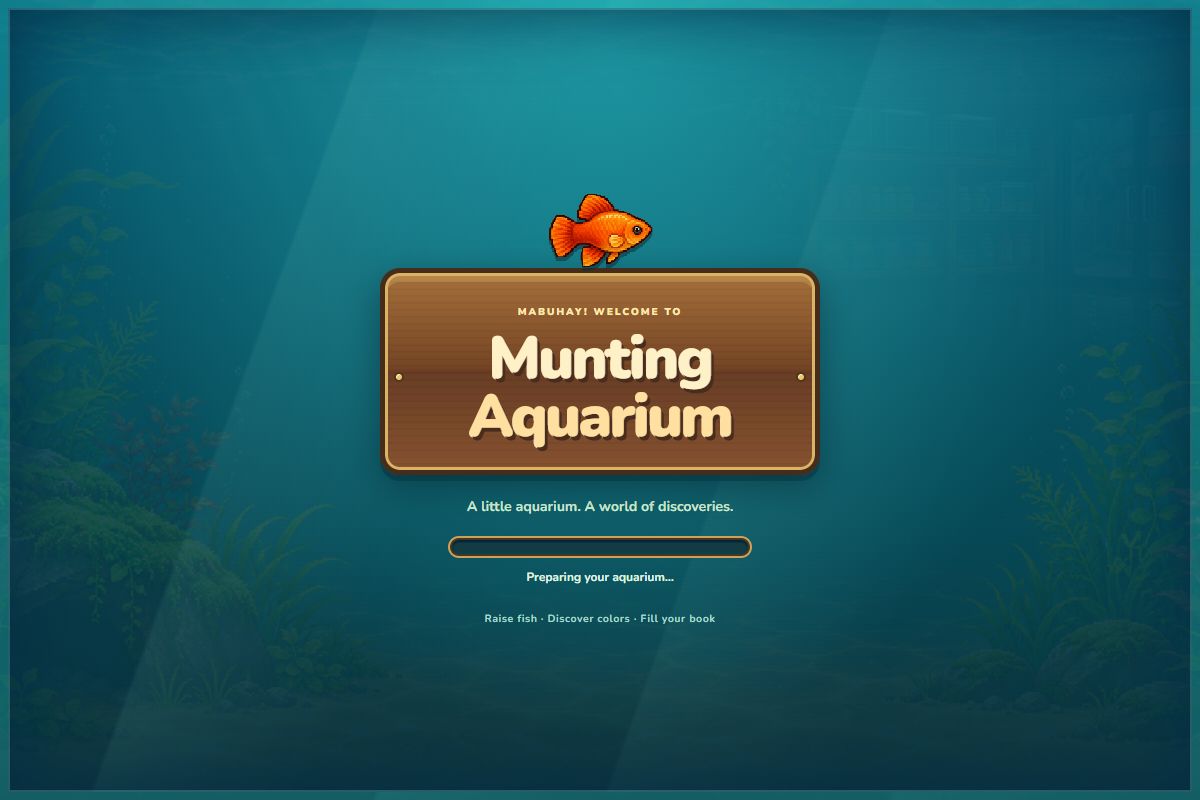 MABUHAY! WELCOME TO
Munting
Aquarium
A little aquarium. A world of discoveries.
Preparing your aquarium...
Raise fish · Discover colors · Fill your book